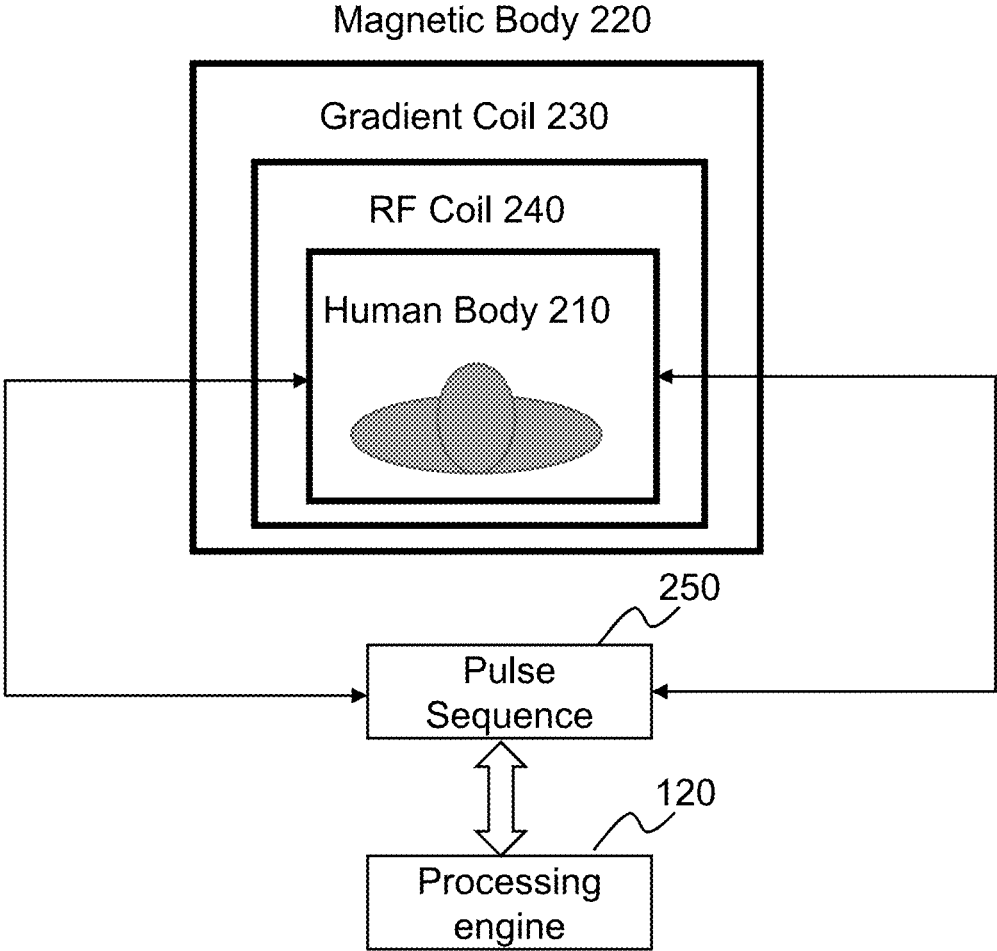 Magnetic Body 220
Gradient Coil 230
RF Coil 240
Human Body 210
250
Pulse
Sequence
120
Processing
engine